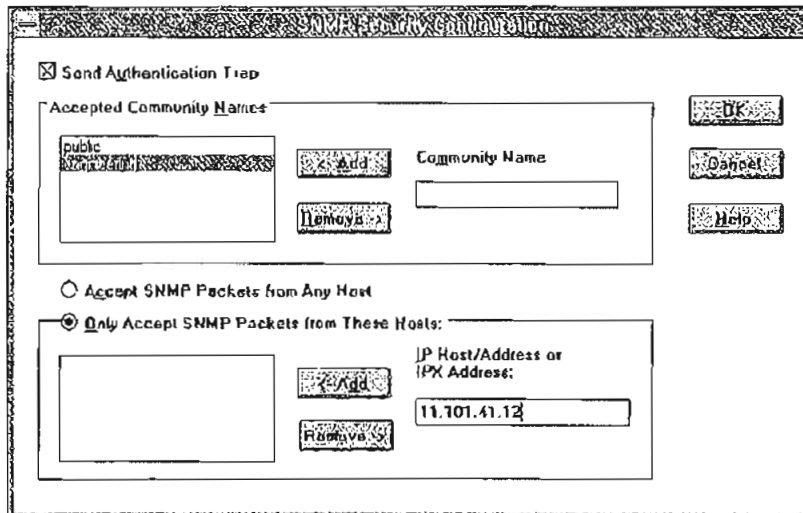 SNMP Security Configuration
Send Authentication Trap
Accepted Community Names
public
<- Add
Remove ->
Community Name
OK
Cancel
Help
Accept SNMP Packets from Any Host
Only Accept SNMP Packets from These Hosts:
<- Add
Remove ->
IP Host/Address or
IPX Address:
11.101.41.12